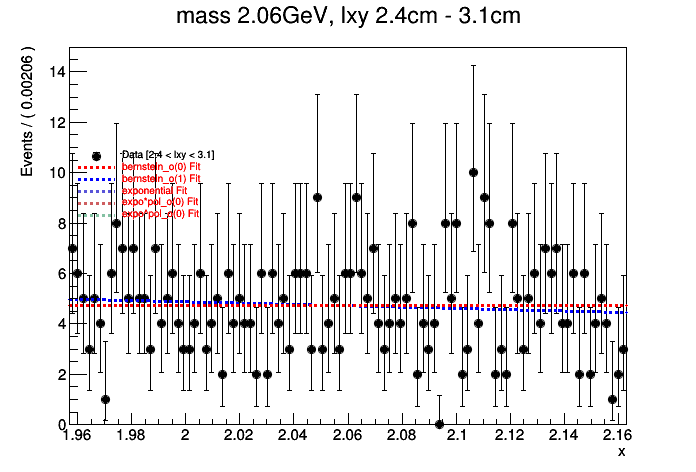 mass 2.06GeV, lxy 2.4cm - 3.1cm
Events / ( 0.00206 )
14
12
10
8
6
4
2
0
Data [2.4 < lxy < 3.1]
bernstein_o(0) Fit
bernstein_o(1) Fit
exponential Fit
expo*pol_o(0) Fit
expo*pol_o(0) Fit
1.96 1.98 2 2.02 2.04 2.06 2.08 2.1 2.12 2.14 2.16
x